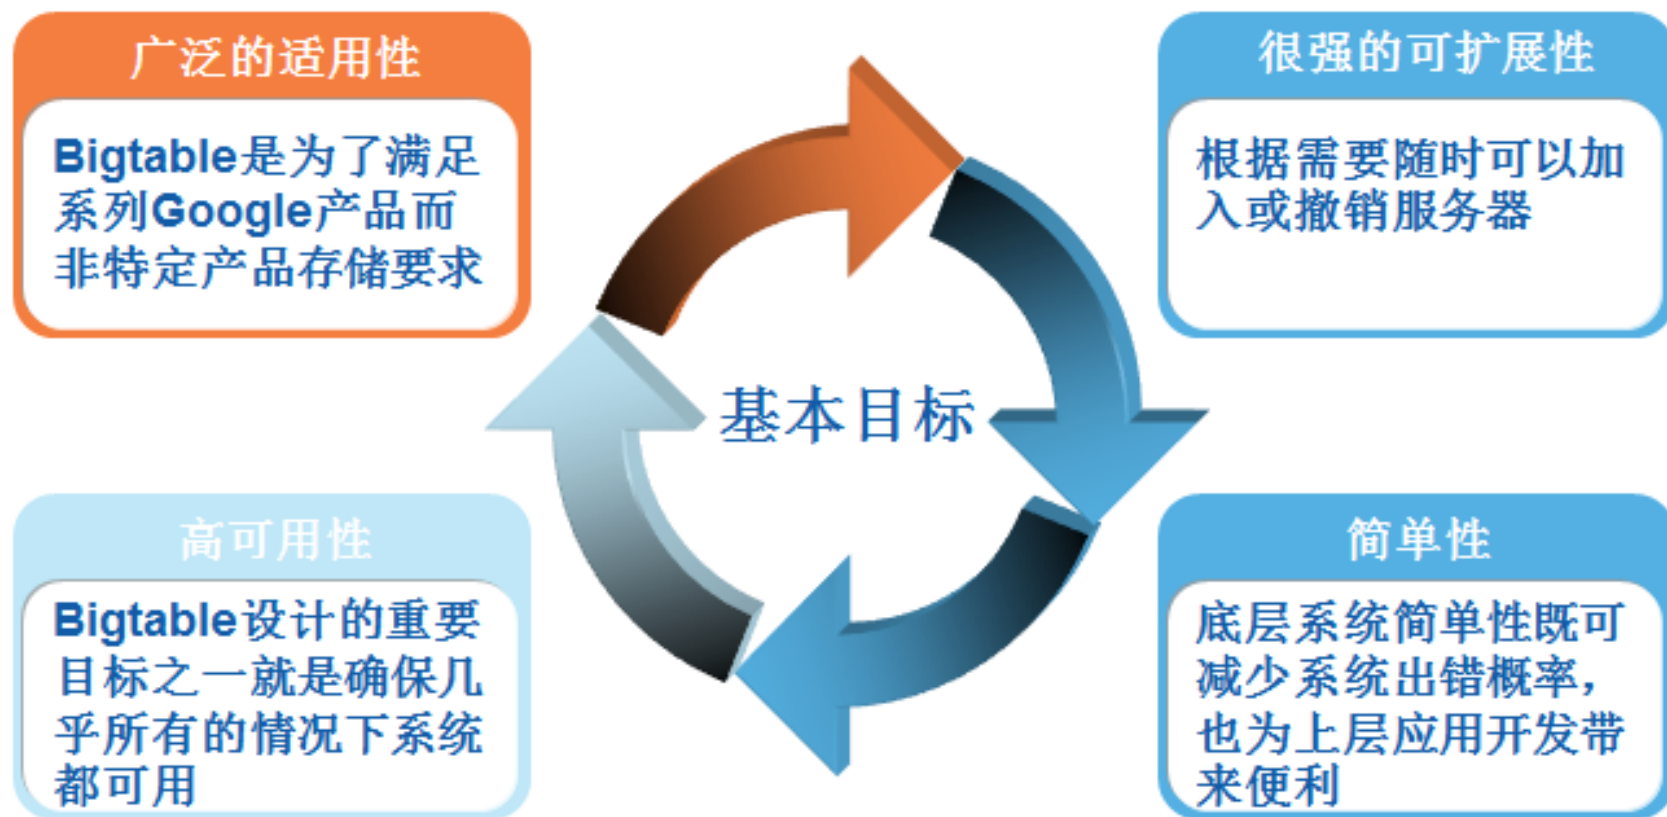 广泛的适用性
Bigtable是为了满足
系列Google产品而
非特定产品存储要求
很强的可扩展性
根据需要随时可以加
入或撤销服务器
基本目标
高可用性
Bigtable设计的重要
目标之一就是确保几
乎所有的情况下系统
都可用
简单性
底层系统简单性既可
减少系统出错概率，
也为上层应用开发带
来便利